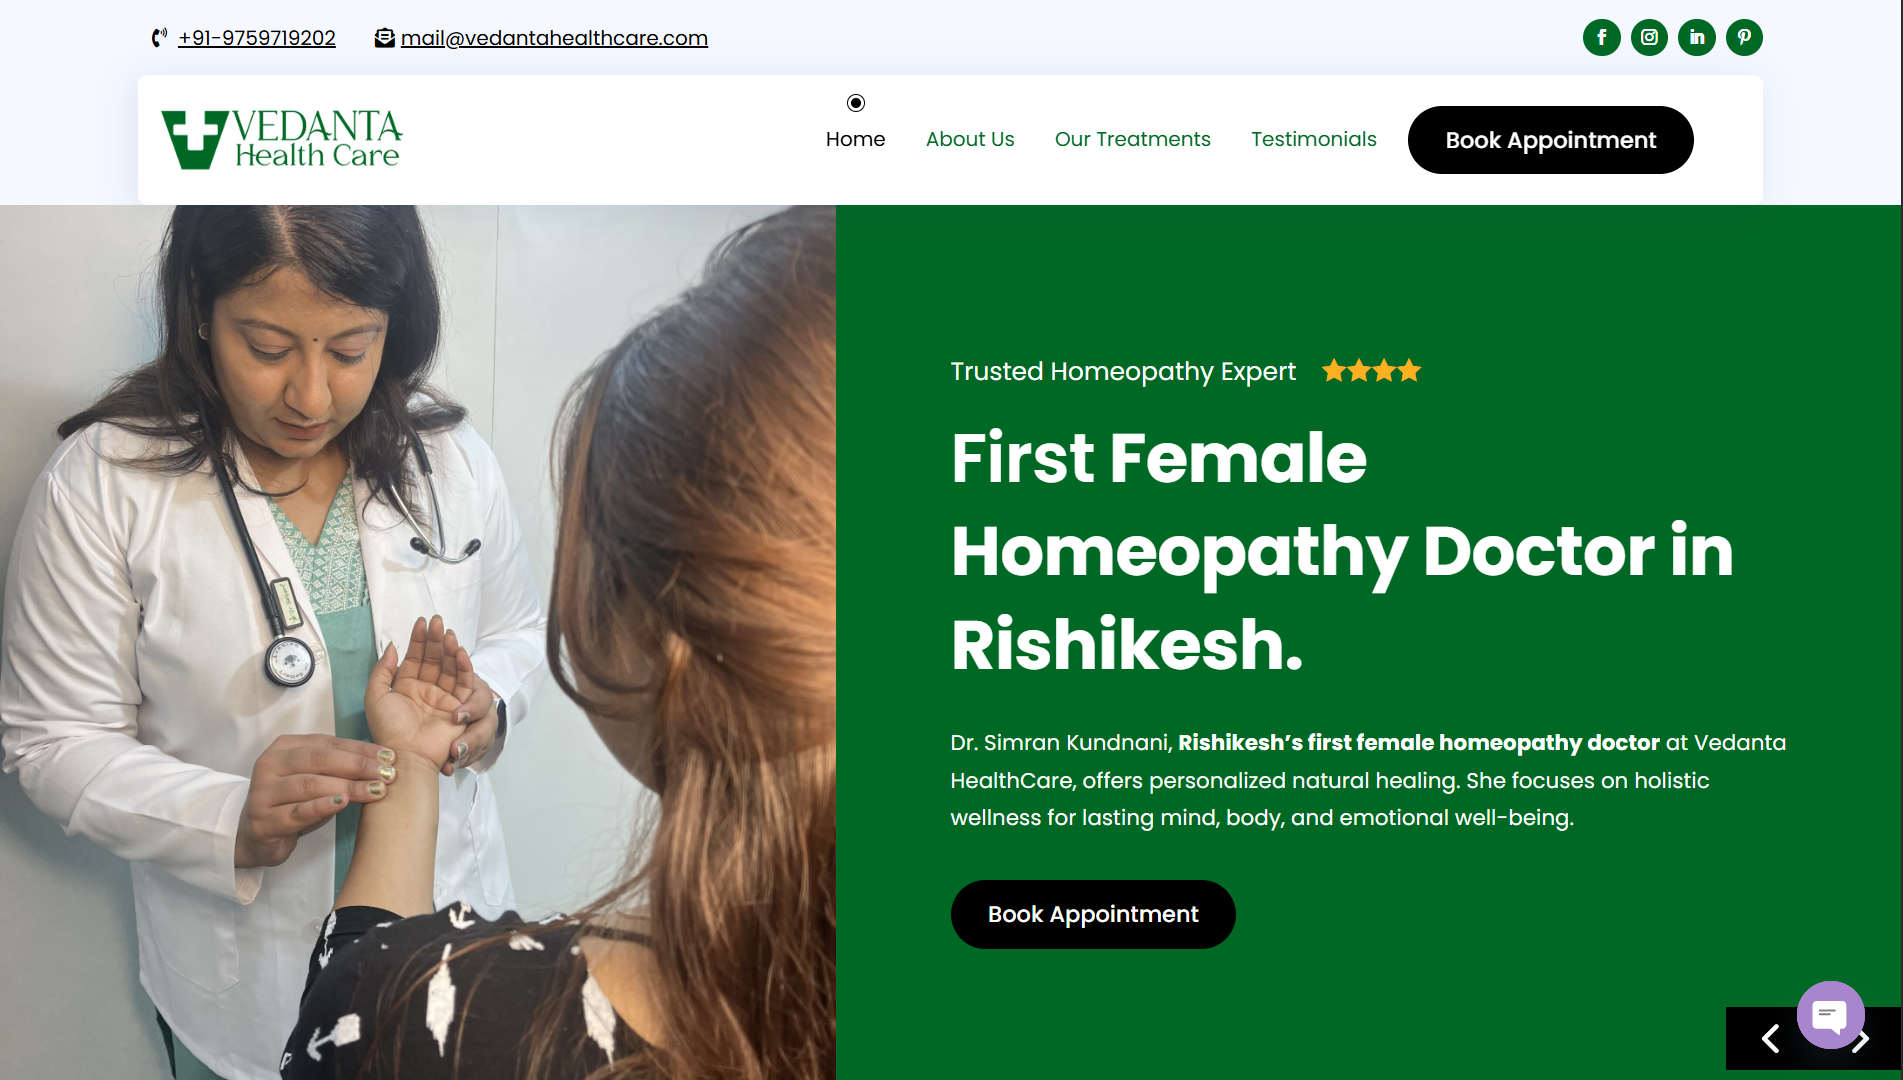 +91-9759719202 mail@vedantahealthcare.com
VEDANTA
Health Care
Home About Us Our Treatments Testimonials Book Appointment
Trusted Homeopathy Expert
First Female
Homeopathy Doctor in
Rishikesh.
Dr. Simran Kundnani, Rishikesh’s first female homeopathy doctor at Vedanta
HealthCare, offers personalized natural healing. She focuses on holistic
wellness for lasting mind, body, and emotional well-being.
Book Appointment